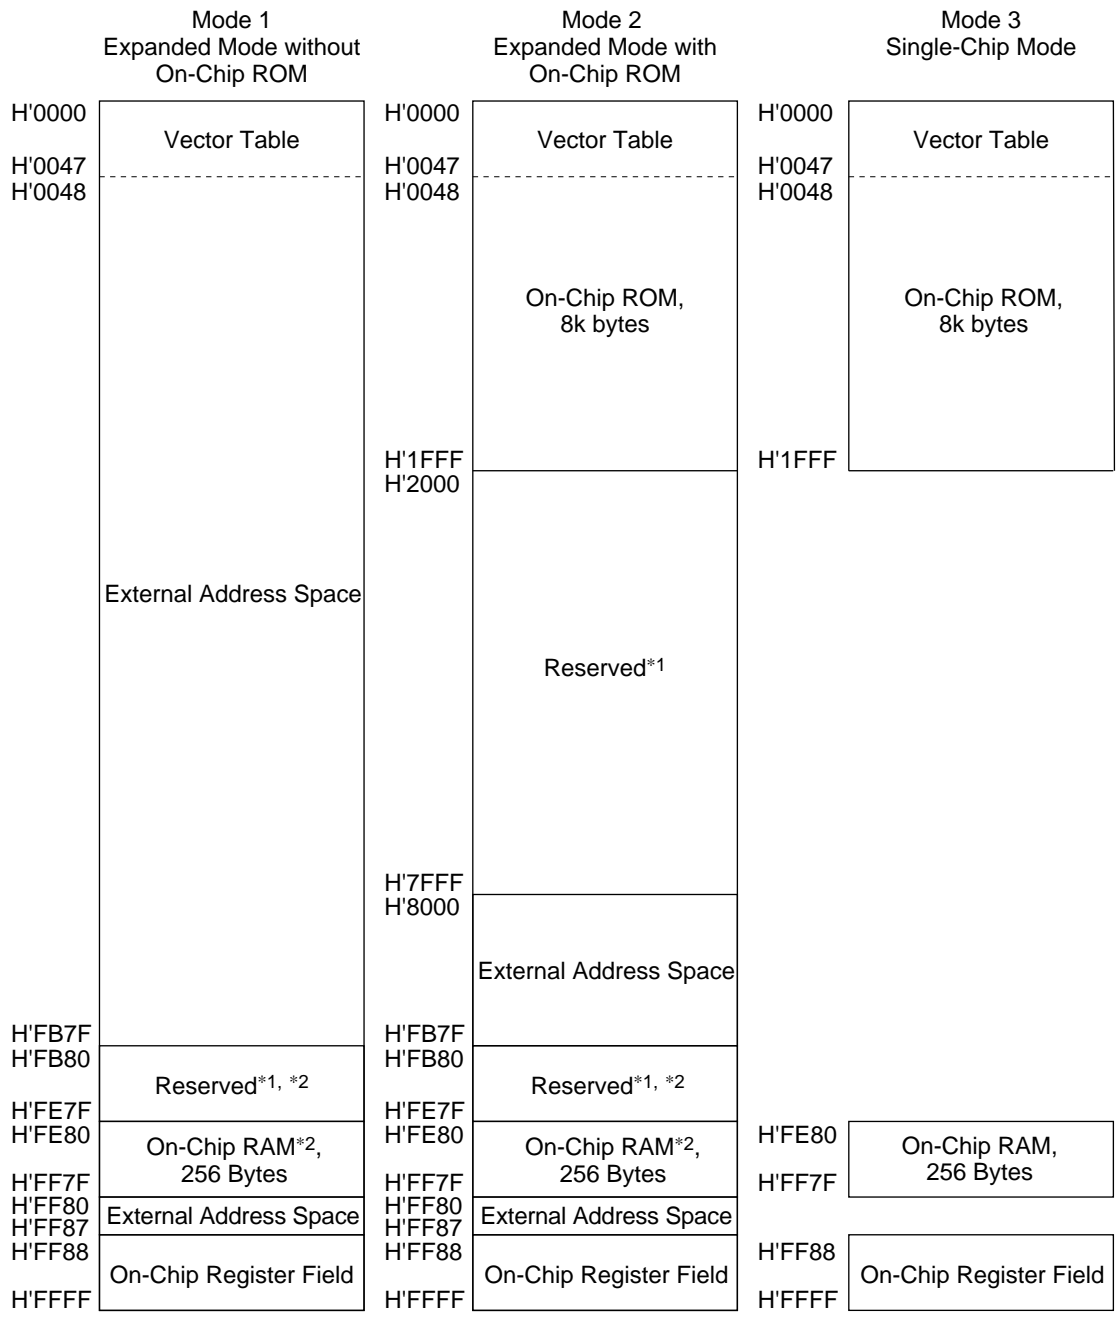 Mode 1
Expanded Mode without
On-Chip ROM
H'0000
Vector Table
H'0047
H'0048
External Address Space
H'FB7F
H'FB80
Reserved*1, *2
H'FE7F
H'FE80
On-Chip RAM*2,
256 Bytes
H'FF7F
H'FF80
External Address Space
H'FF87
H'FF88
On-Chip Register Field
H'FFFF
Mode 2
Expanded Mode with
On-Chip ROM
H'0000
Vector Table
H'0047
H'0048
On-Chip ROM,
8k bytes
H'1FFF
H'2000
Reserved*1
H'7FFF
H'8000
External Address Space
H'FB7F
H'FB80
Reserved*1, *2
H'FE7F
H'FE80
On-Chip RAM*2,
256 Bytes
H'FF7F
H'FF80
External Address Space
H'FF87
H'FF88
On-Chip Register Field
H'FFFF
Mode 3
Single-Chip Mode
H'0000
Vector Table
H'0047
H'0048
On-Chip ROM,
8k bytes
H'1FFF
H'FE80
On-Chip RAM,
256 Bytes
H'FF7F
H'FF88
On-Chip Register Field
H'FFFF